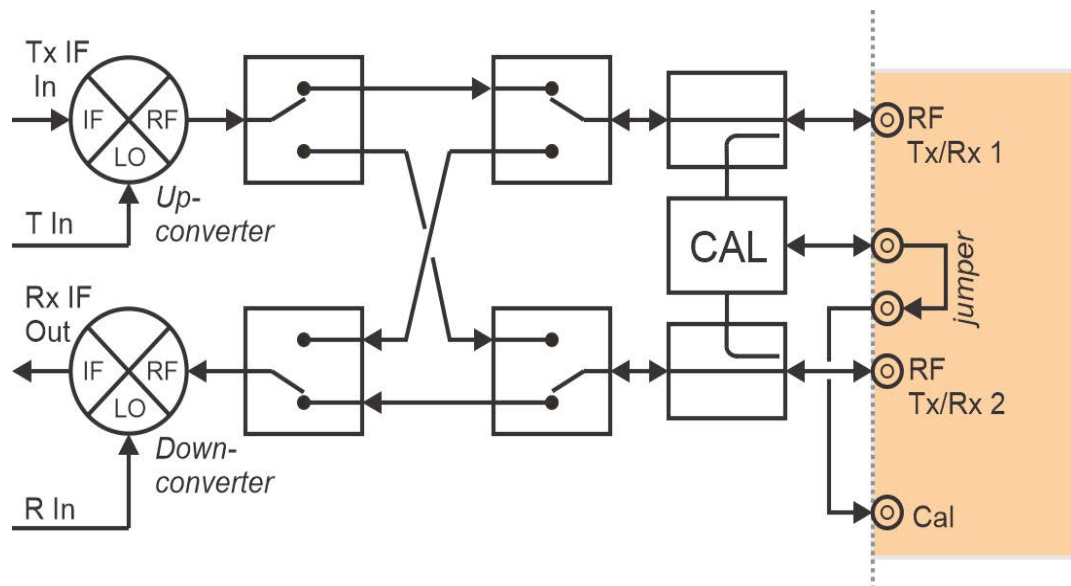 Tx IF
In
IF
RF
LO
Up-
converter
T In
Rx IF
Out
IF
RF
LO
Down-
converter
R In
CAL
RF
Tx/Rx 1
jumper
RF
Tx/Rx 2
Cal